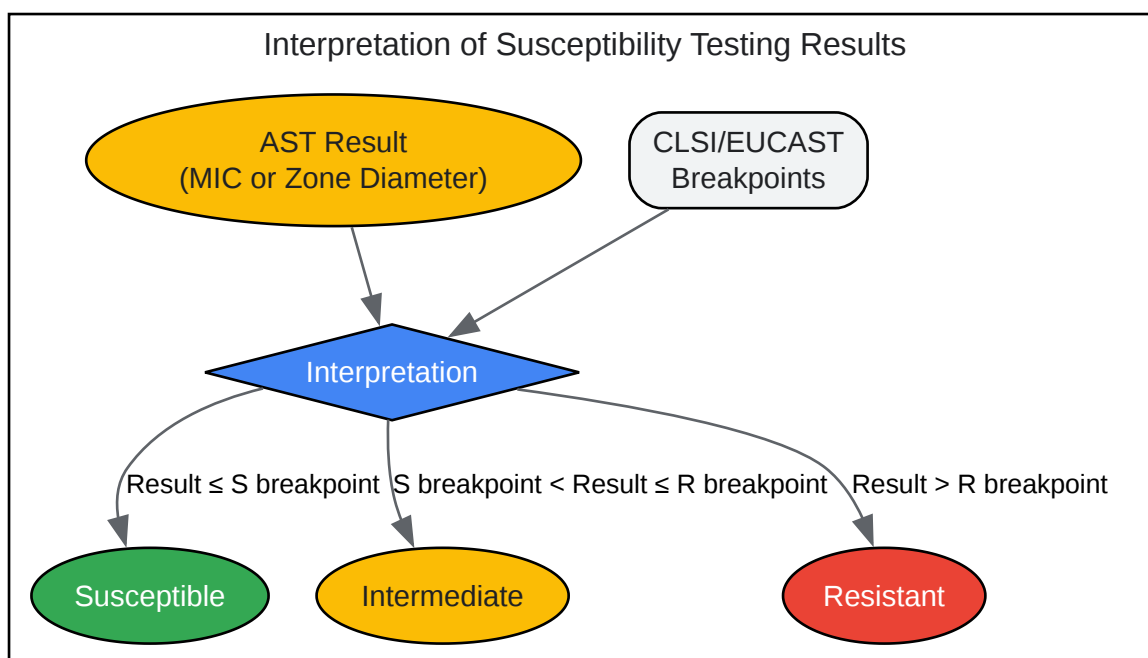 Interpretation of Susceptibility Testing Results
AST Result
(MIC or Zone Diameter)
CLSI/EUCAST
Breakpoints
Interpretation
Result ≤ S breakpoint
S breakpoint < Result ≤ R breakpoint
Result > R breakpoint
Susceptible
Intermediate
Resistant